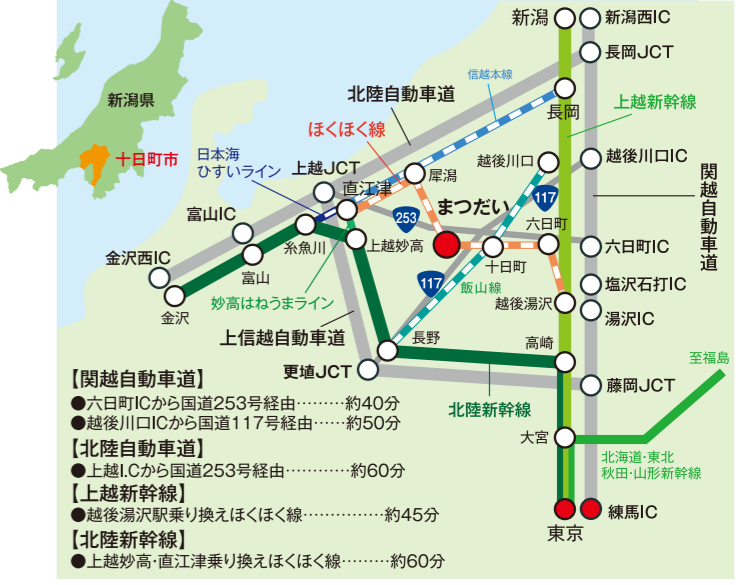 新潟
新潟西IC
長岡JCT
信越本線
北陸自動車道
長岡
上越新幹線
新潟県
ほくほく線
十日町市
日本海
ひすいライン
上越JCT
直江津
犀潟
越後川口
越後川口IC
関越自動車道
117
まつだい
253
六日町
富山IC
金沢西IC
糸魚川
上越妙高
十日町
六日町IC
富山
117
飯山線
塩沢石打IC
金沢
妙高はねうまライン
越後湯沢
湯沢IC
上信越自動車道
長野
高崎
更埴JCT
藤岡JCT
至福島
北陸新幹線
大宮
北海道・東北
秋田・山形新幹線
東京
練馬IC
【関越自動車道】
●六日町ICから国道253号経由………約40分
●越後川口ICから国道117号経由……約50分
【北陸自動車道】
●上越I.Cから国道253号経由…………約60分
【上越新幹線】
●越後湯沢駅乗り換えほくほく線……………約45分
【北陸新幹線】
●上越妙高・直江津乗り換えほくほく線………約60分